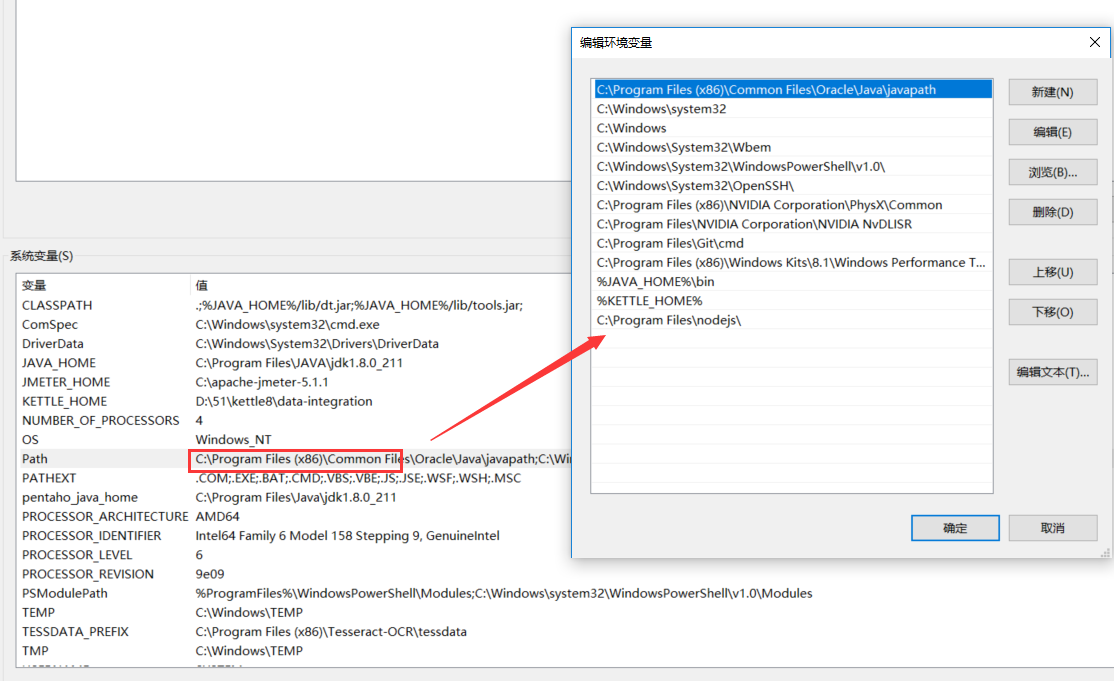 编辑环境变量
C:\Program Files (x86)\Common Files\Oracle\Java\javapath
C:\Windows\system32
C:\Windows
C:\Windows\System32\Wbem
C:\Windows\System32\WindowsPowerShell\v1.0\
C:\Windows\System32\OpenSSH\
C:\Program Files (x86)\NVIDIA Corporation\PhysX\Common
C:\Program Files\NVIDIA Corporation\NVIDIA NvDLISR
C:\Program Files\Git\cmd
C:\Program Files (x86)\Windows Kits\8.1\Windows Performance T...
%JAVA_HOME%\bin
%KETTLE_HOME%
C:\Program Files\nodejs\
新建(N)
编辑(E)
浏览(B)...
删除(D)
上移(U)
下移(O)
编辑文本(T)...
确定
取消
系统变量(S)
变量 值
CLASSPATH .;%JAVA_HOME%/lib/dt.jar;%JAVA_HOME%/lib/tools.jar;
ComSpec C:\Windows\system32\cmd.exe
DriverData C:\Windows\System32\Drivers\DriverData
JAVA_HOME C:\Program Files\JAVA\jdk1.8.0_211
JMETER_HOME C:\apache-jmeter-5.1.1
KETTLE_HOME D:\51\kettle8\data-integration
NUMBER_OF_PROCESSORS 4
OS Windows_NT
Path C:\Program Files (x86)\Common Files\Oracle\Java\javapath;C:\Wi
PATHEXT .COM;.EXE;.BAT;.CMD;.VBS;.VBE;.JS;.JSE;.WSF;.WSH;.MSC
pentaho_java_home C:\Program Files\Java\jdk1.8.0_211
PROCESSOR_ARCHITECTURE AMD64
PROCESSOR_IDENTIFIER Intel64 Family 6 Model 158 Stepping 9, GenuineIntel
PROCESSOR_LEVEL 6
PROCESSOR_REVISION 9e09
PSModulePath %ProgramFiles%\WindowsPowerShell\Modules;C:\Windows\system32\WindowsPowerShell\v1.0\Modules
TEMP C:\Windows\TEMP
TESSDATA_PREFIX C:\Program Files (x86)\Tesseract-OCR\tessdata
TMP C:\Windows\TEMP